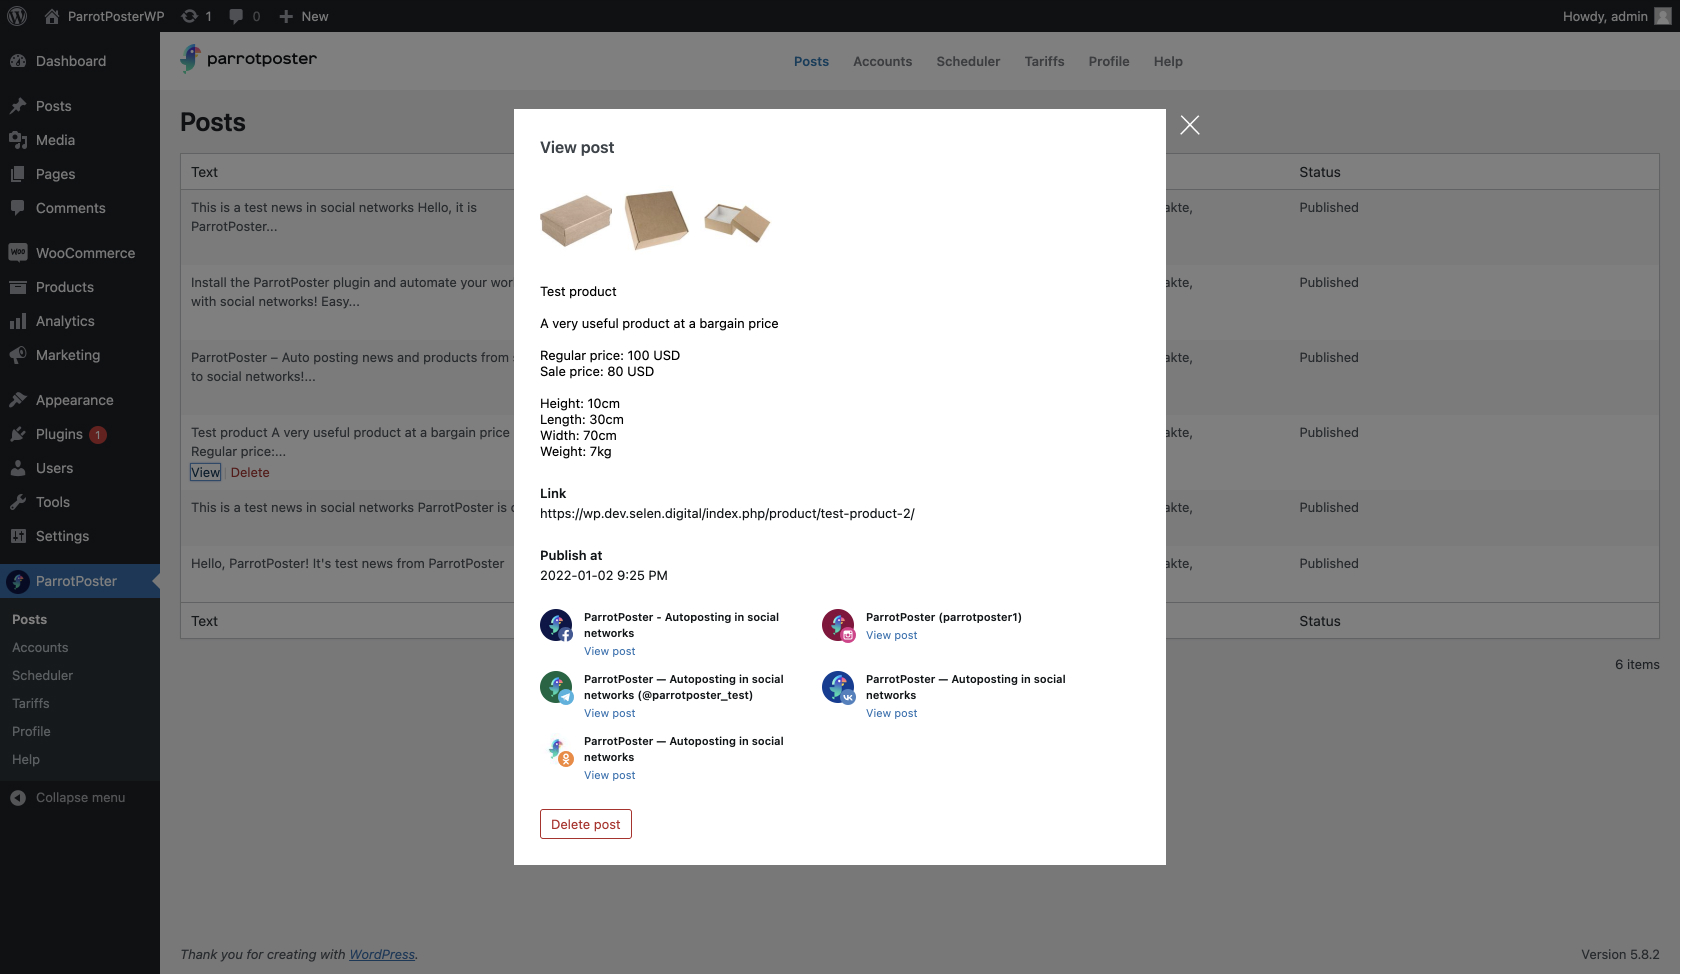 ParrotPosterWP 1 0 New Howdy, admin
Dashboard
Posts
Media
Pages
Comments
WooCommerce
Products
Analytics
Marketing
Appearance
Plugins 1
Users
Tools
Settings
ParrotPoster
Posts
Accounts
Scheduler
Tariffs
Profile
Help
Collapse menu
parrotposter
Posts Accounts Scheduler Tariffs Profile Help
Posts
Text Status
This is a test news in social networks Hello, it is akte, Published
ParrotPoster...
Install the ParrotPoster plugin and automate your wor akte, Published
with social networks! Easy...
ParrotPoster – Auto posting news and products from akte, Published
to social networks!...
Test product A very useful product at a bargain price akte, Published
Regular price:...
View | Delete
This is a test news in social networks ParrotPoster is akte, Published
Hello, ParrotPoster! It's test news from ParrotPoster akte, Published
Text Status
6 items
View post
Test product
A very useful product at a bargain price
Regular price: 100 USD
Sale price: 80 USD
Height: 10cm
Length: 30cm
Width: 70cm
Weight: 7kg
Link
https://wp.dev.selen.digital/index.php/product/test-product-2/
Publish at
2022-01-02 9:25 PM
ParrotPoster - Autoposting in social
networks
View post
ParrotPoster (parrotposter1)
View post
ParrotPoster — Autoposting in social
networks (@parrotposter_test)
View post
ParrotPoster — Autoposting in social
networks
View post
ParrotPoster — Autoposting in social
networks
View post
Delete post
Thank you for creating with WordPress. Version 5.8.2